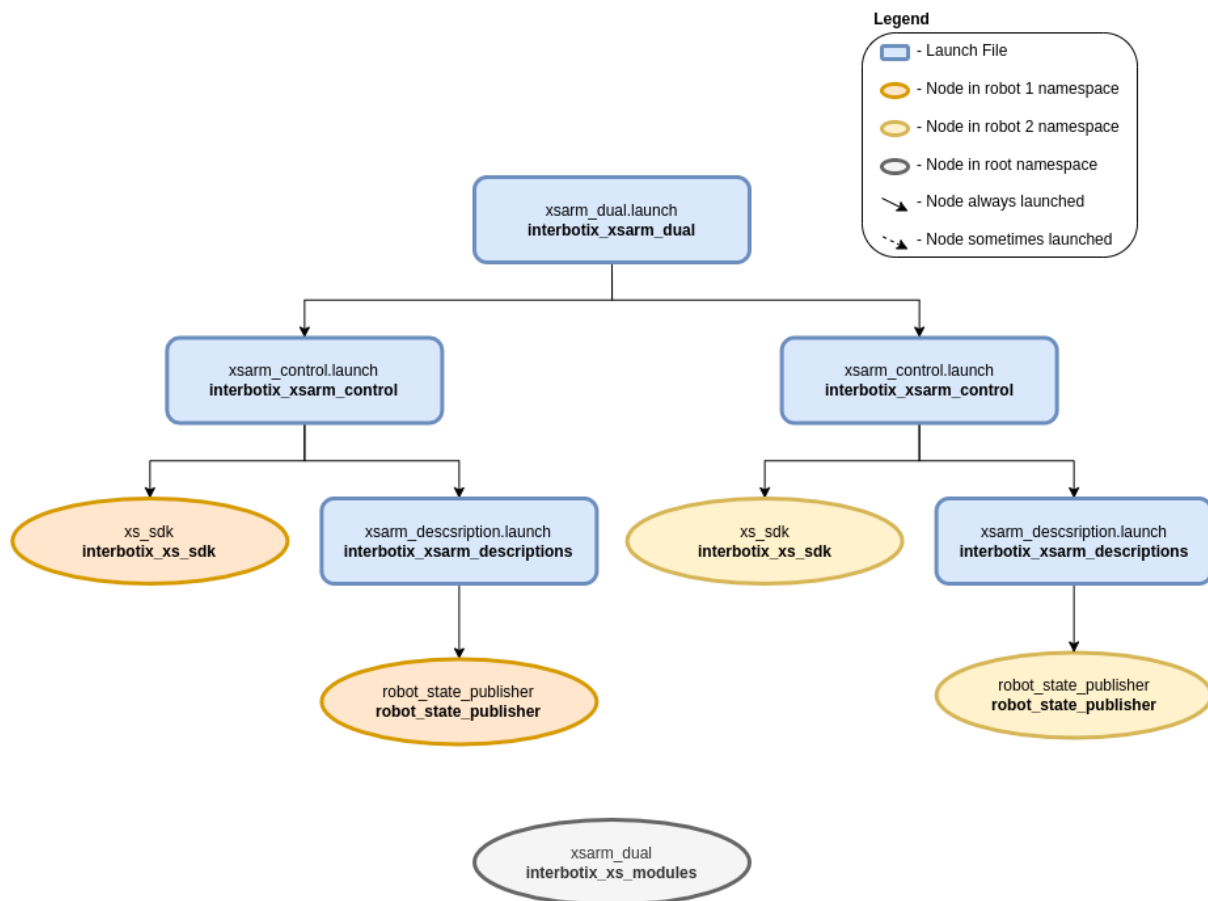 Legend
- Launch File
- Node in robot 1 namespace
- Node in robot 2 namespace
- Node in root namespace
- Node always launched
- Node sometimes launched
xsarm_dual.launch
interbotix_xsarm_dual
xsarm_control.launch
interbotix_xsarm_control
xsarm_control.launch
interbotix_xsarm_control
xs_sdk
interbotix_xs_sdk
xsarm_descsription.launch
interbotix_xsarm_descriptions
xs_sdk
interbotix_xs_sdk
xsarm_descsription.launch
interbotix_xsarm_descriptions
robot_state_publisher
robot_state_publisher
robot_state_publisher
robot_state_publisher
xsarm_dual
interbotix_xs_modules